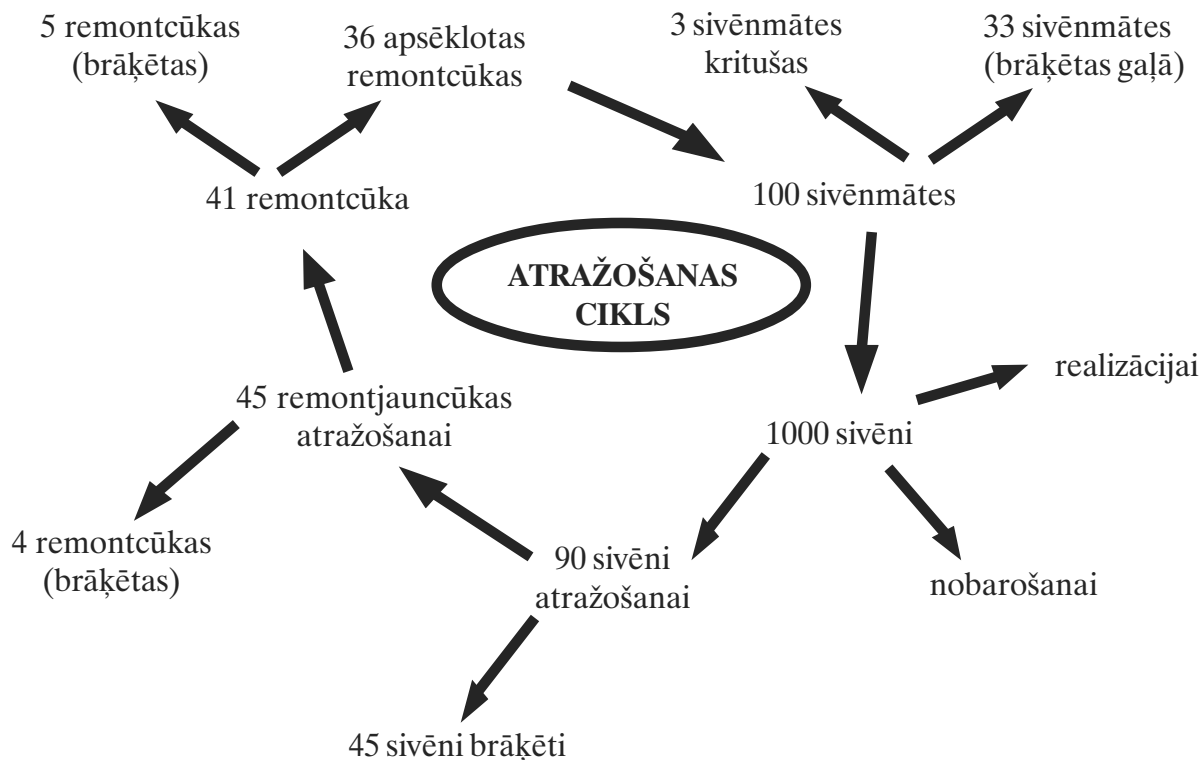 5 remontcūkas
(brāķētas)
36 apsēklotas
remontcūkas
3 sivēnmātes
kritušas
33 sivēnmātes
(brāķētas gaļā)
41 remontcūka
100 sivēnmātes
ATRAŽOŠANAS
CIKLS
45 remontjauncūkas
atražošanai
1000 sivēni
realizācijai
4 remontcūkas
(brāķētas)
90 sivēni
atražošanai
nobarošanai
45 sivēni brāķēti